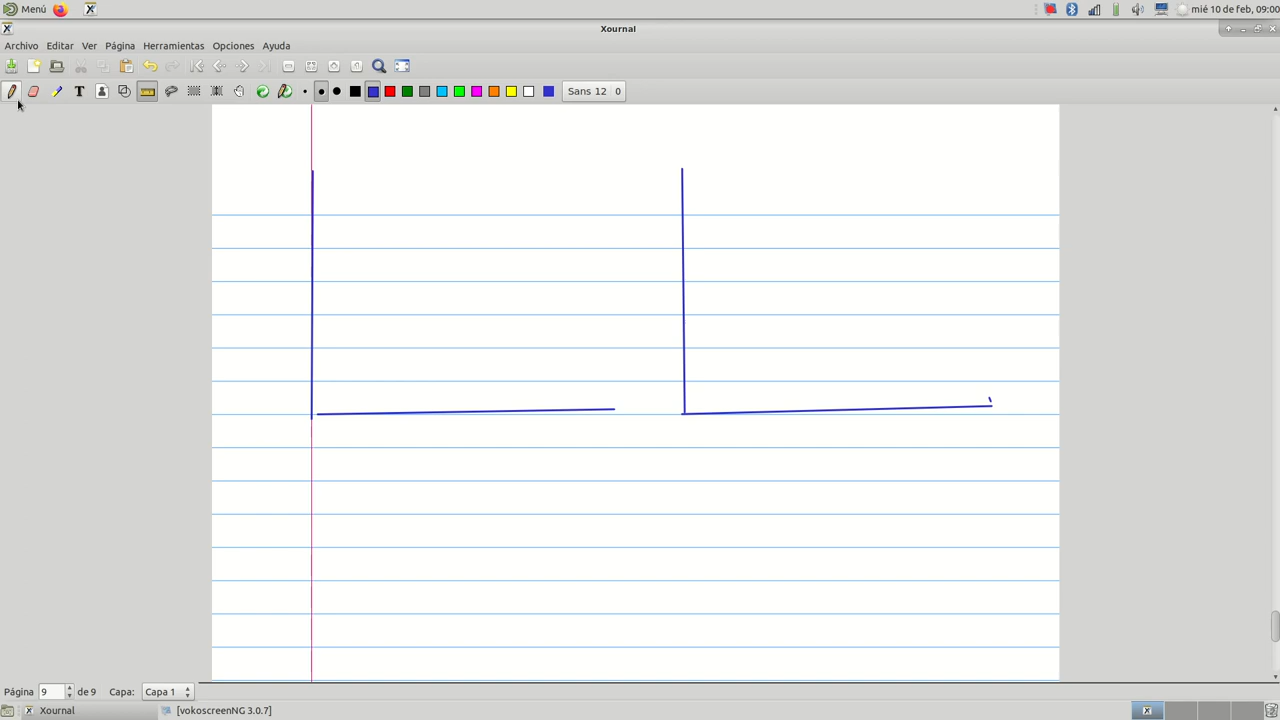 Menú
mié 10 de feb, 09:00
Xournal
Archivo Editar Ver Página Herramientas Opciones Ayuda
T Sans 12 0
Página 9 de 9 Capa: Capa 1
Xournal [vokoscreenNG 3.0.7]